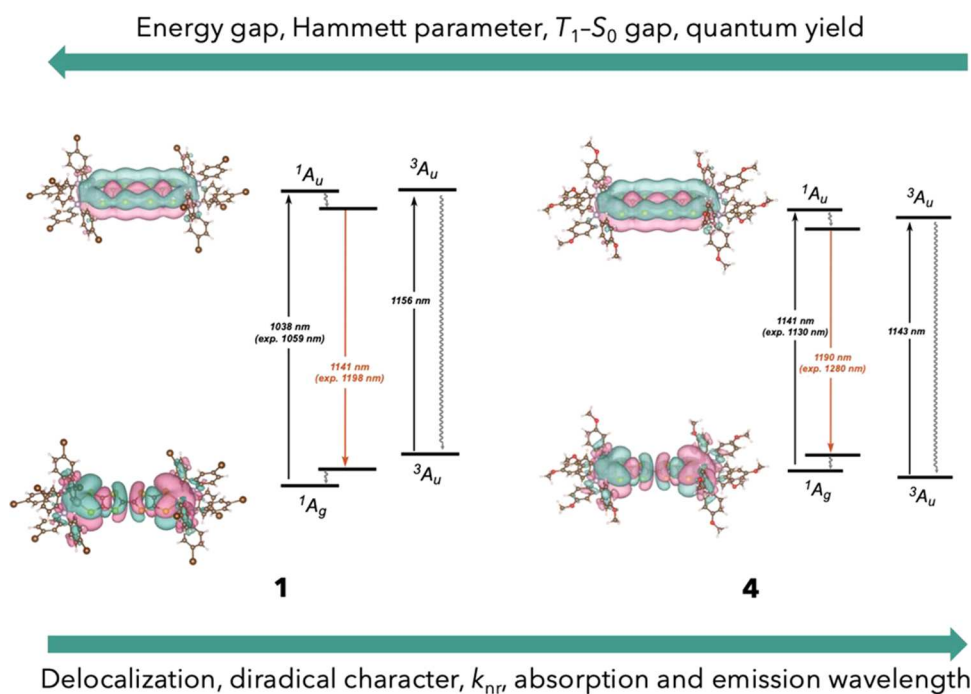 Energy gap, Hammett parameter, T₁–S₀ gap, quantum yield
¹Aᵤ
³Aᵤ
1038 nm
(exp. 1059 nm)
1141 nm
(exp. 1198 nm)
1156 nm
¹A_g
³Aᵤ
1
¹Aᵤ
³Aᵤ
1141 nm
(exp. 1130 nm)
1190 nm
(exp. 1280 nm)
1143 nm
¹A_g
³Aᵤ
4
Delocalization, diradical character, kₙᵣ, absorption and emission wavelength